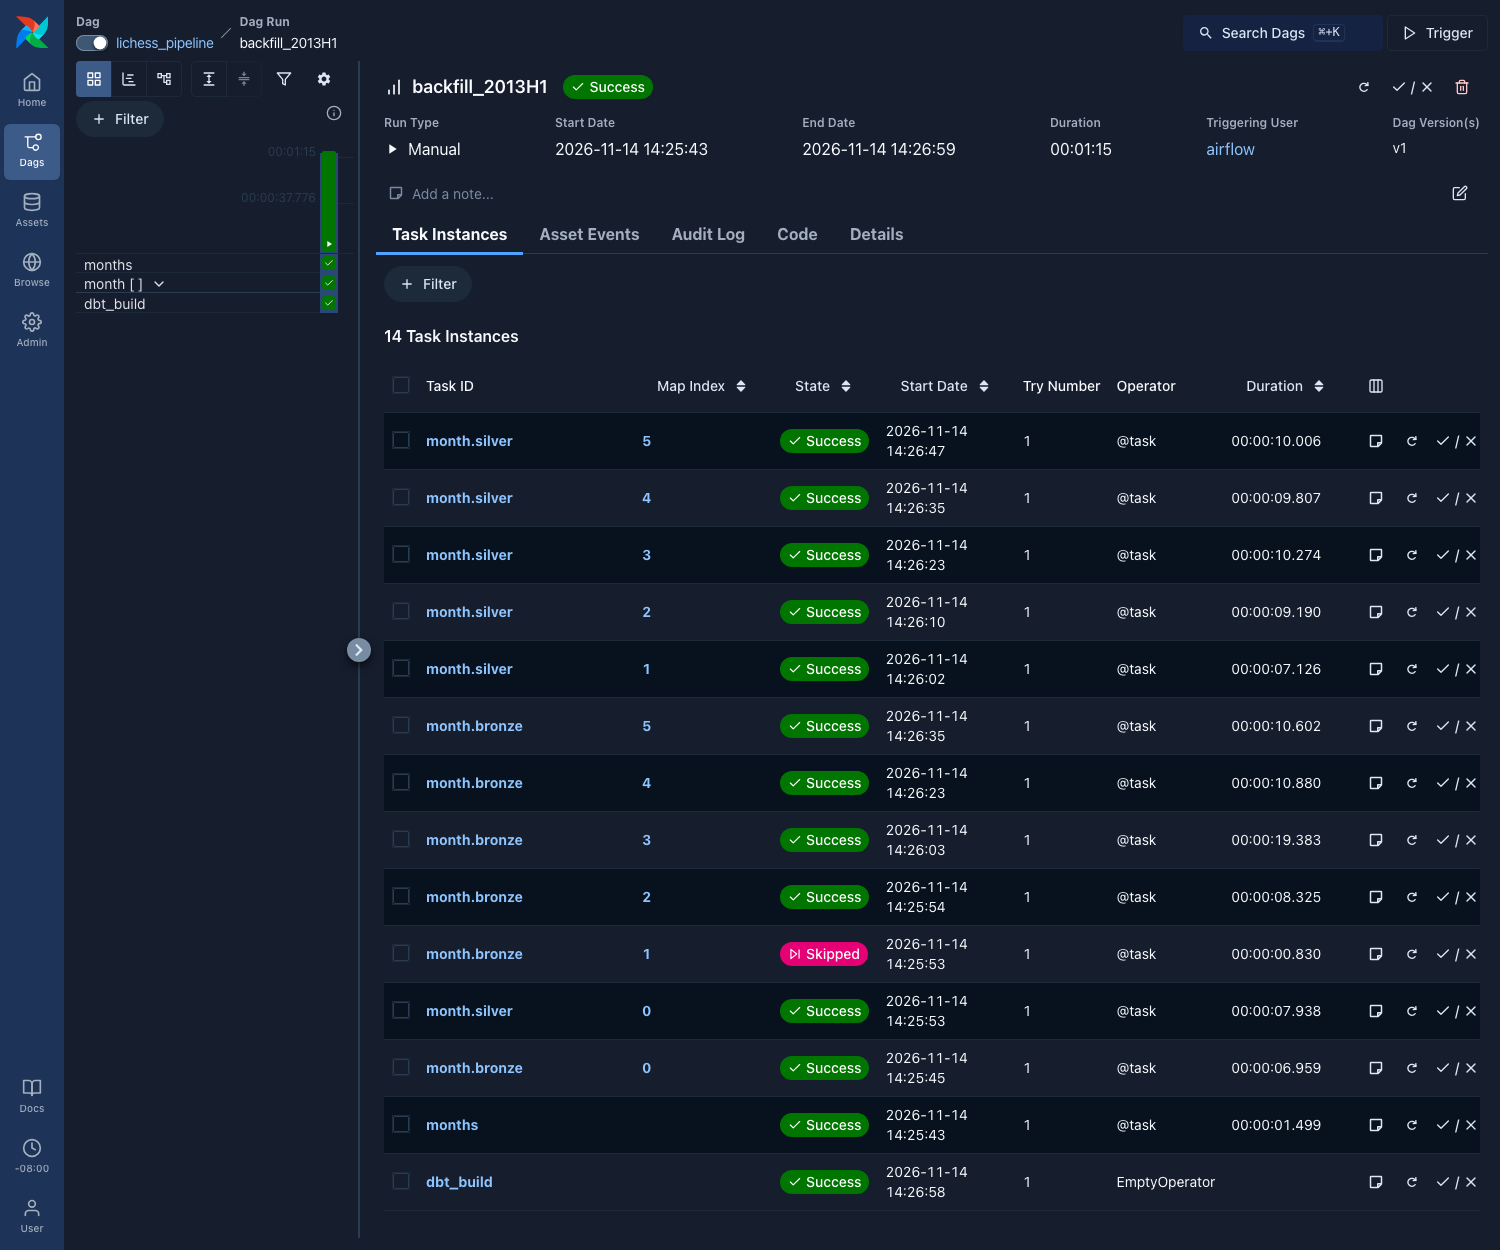 Dag
lichess_pipeline
/
Dag Run
backfill_2013H1
Search Dags ⌘+K
Trigger
Home
Dags
Assets
Browse
Admin
Docs
-08:00
User
+ Filter
00:01:15
00:00:37.776
months
month [ ]
dbt_build
backfill_2013H1 Success
/
Run Type Start Date End Date Duration Triggering User Dag Version(s)
Manual 2026-11-14 14:25:43 2026-11-14 14:26:59 00:01:15 airflow v1
Add a note...
Task Instances Asset Events Audit Log Code Details
+ Filter
14 Task Instances
Task ID Map Index State Start Date Try Number Operator Duration
month.silver 5 Success 2026-11-14 14:26:47 1 @task 00:00:10.006 /
month.silver 4 Success 2026-11-14 14:26:35 1 @task 00:00:09.807 /
month.silver 3 Success 2026-11-14 14:26:23 1 @task 00:00:10.274 /
month.silver 2 Success 2026-11-14 14:26:10 1 @task 00:00:09.190 /
month.silver 1 Success 2026-11-14 14:26:02 1 @task 00:00:07.126 /
month.bronze 5 Success 2026-11-14 14:26:35 1 @task 00:00:10.602 /
month.bronze 4 Success 2026-11-14 14:26:23 1 @task 00:00:10.880 /
month.bronze 3 Success 2026-11-14 14:26:03 1 @task 00:00:19.383 /
month.bronze 2 Success 2026-11-14 14:25:54 1 @task 00:00:08.325 /
month.bronze 1 Skipped 2026-11-14 14:25:53 1 @task 00:00:00.830 /
month.silver 0 Success 2026-11-14 14:25:53 1 @task 00:00:07.938 /
month.bronze 0 Success 2026-11-14 14:25:45 1 @task 00:00:06.959 /
months Success 2026-11-14 14:25:43 1 @task 00:00:01.499 /
dbt_build Success 2026-11-14 14:26:58 1 EmptyOperator /